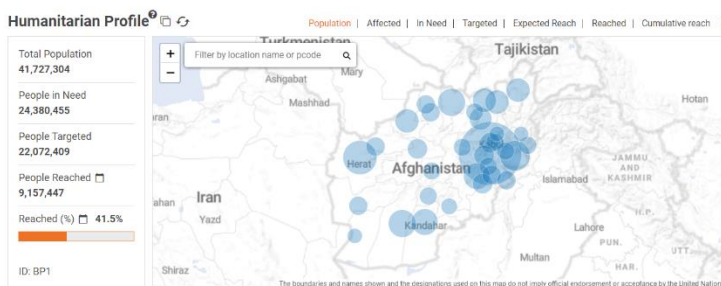 Humanitarian Profile
Population | Affected | In Need | Targeted | Expected Reach | Reached | Cumulative reach
Total Population
41,727,304
People in Need
24,380,455
People Targeted
22,072,409
People Reached
9,157,447
Reached (%) 41.5%
ID: BP1
+
−
Filter by location name or pcode
Turkmenistan
Tajikistan
Ashgabat
Mary
Mashhad
Hotan
Herat
Afghanistan
Islamabad
JAMMU
AND
KASHMIR
Iran
Yazd
Kandahar
Lahore
H.P.
PUN.
UTT
Multan
HAR.
Shiraz
The boundaries and names shown and the designations used on this map do not imply official endorsement or acceptance by the United Nation